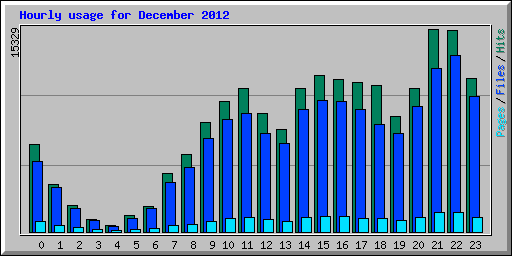 Hourly usage for December 2012
15329
Pages/Files/Hits
0 1 2 3 4 5 6 7 8 9 10 11 12 13 14 15 16 17 18 19 20 21 22 23